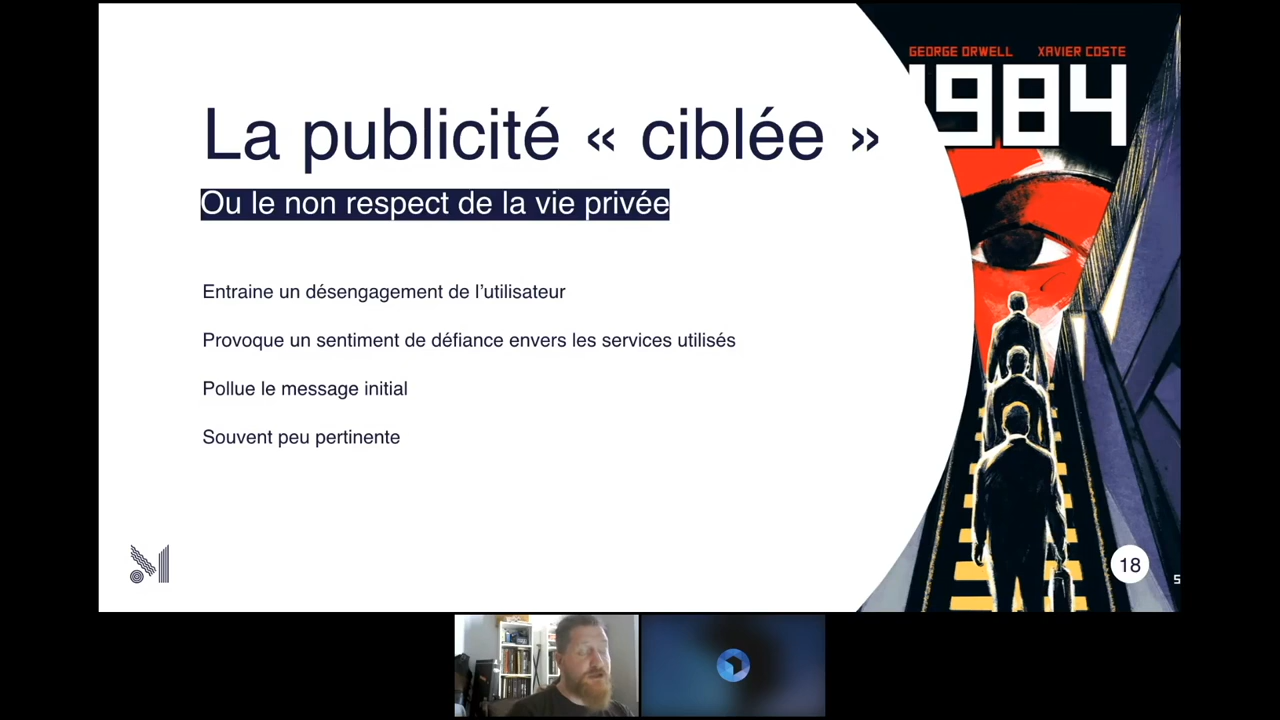 GEORGE ORWELL XAVIER COSTE
1984
La publicité « ciblée »
Ou le non respect de la vie privée
Entraine un désengagement de l’utilisateur
Provoque un sentiment de défiance envers les services utilisés
Pollue le message initial
Souvent peu pertinente
18